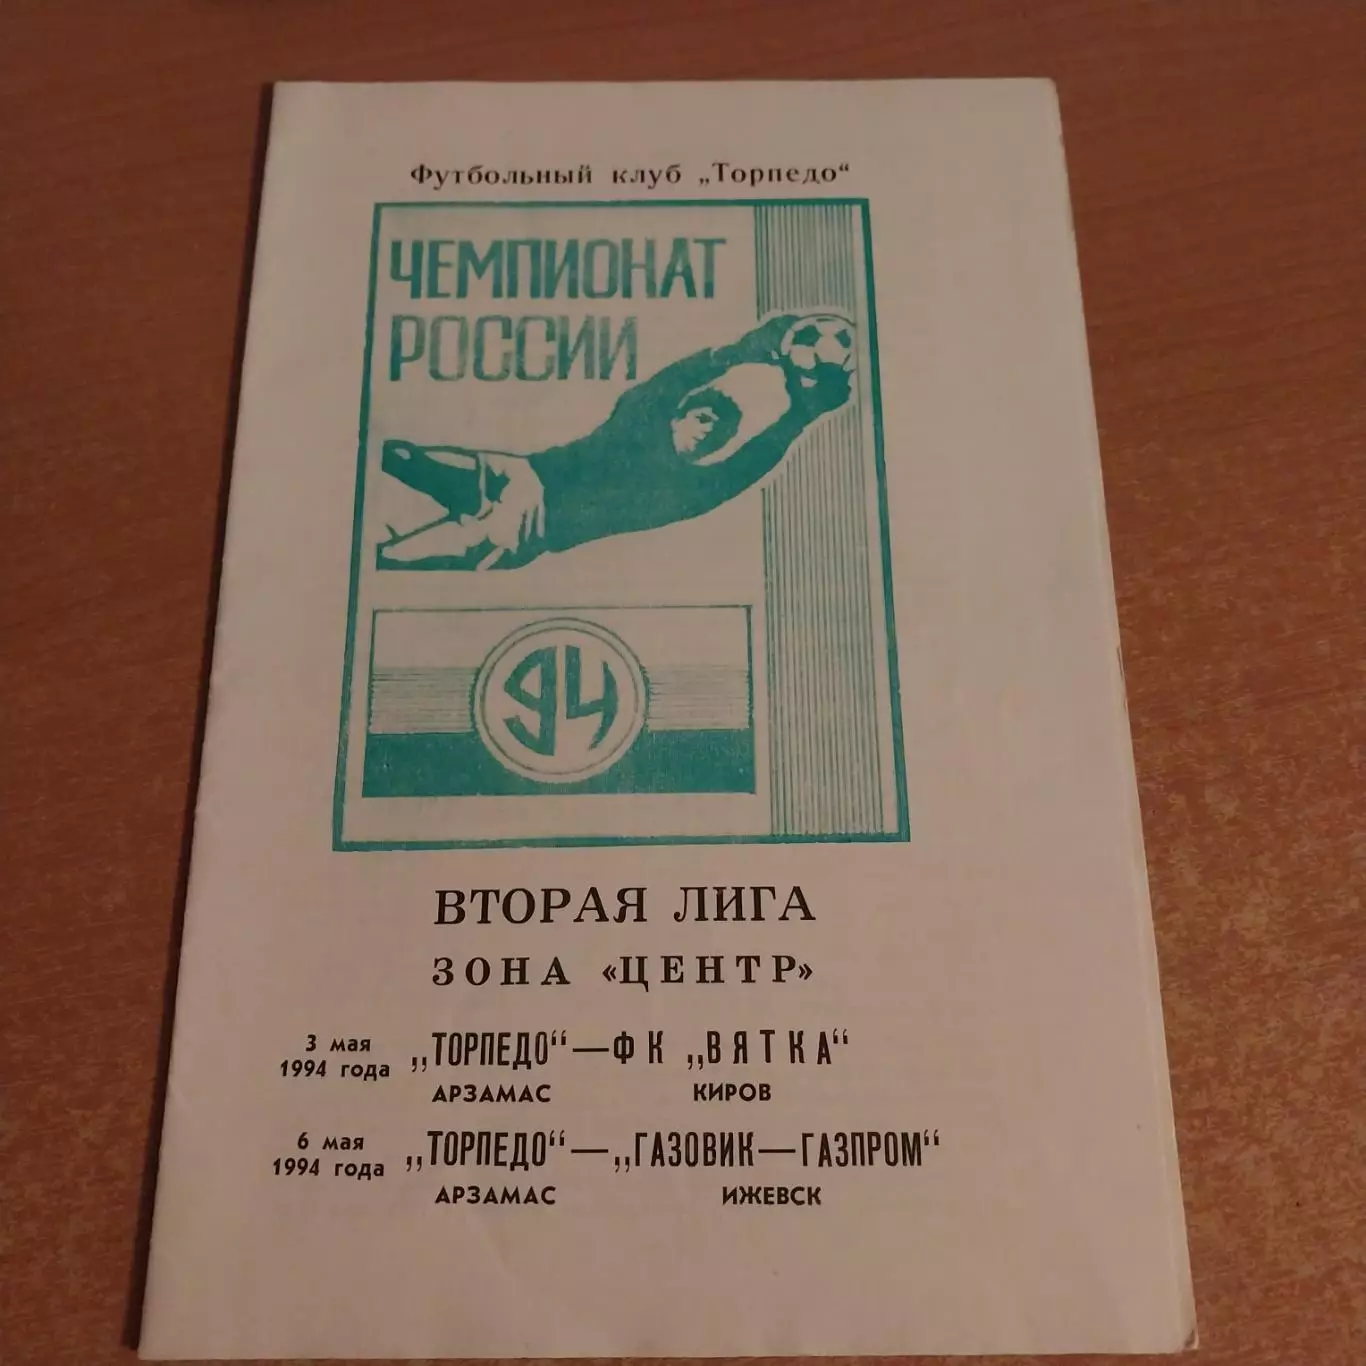 Футбольный клуб „Торпедо“
ЧЕМПИОНАТ
РОССИИ
94
ВТОРАЯ ЛИГА
ЗОНА «ЦЕНТР»
3 мая
1994 года
„ТОРПЕДО“—ФК „ВЯТКА“
АРЗАМАС КИРОВ
6 мая
1994 года
„ТОРПЕДО“—„ГАЗОВИК—ГАЗПРОМ“
АРЗАМАС ИЖЕВСК